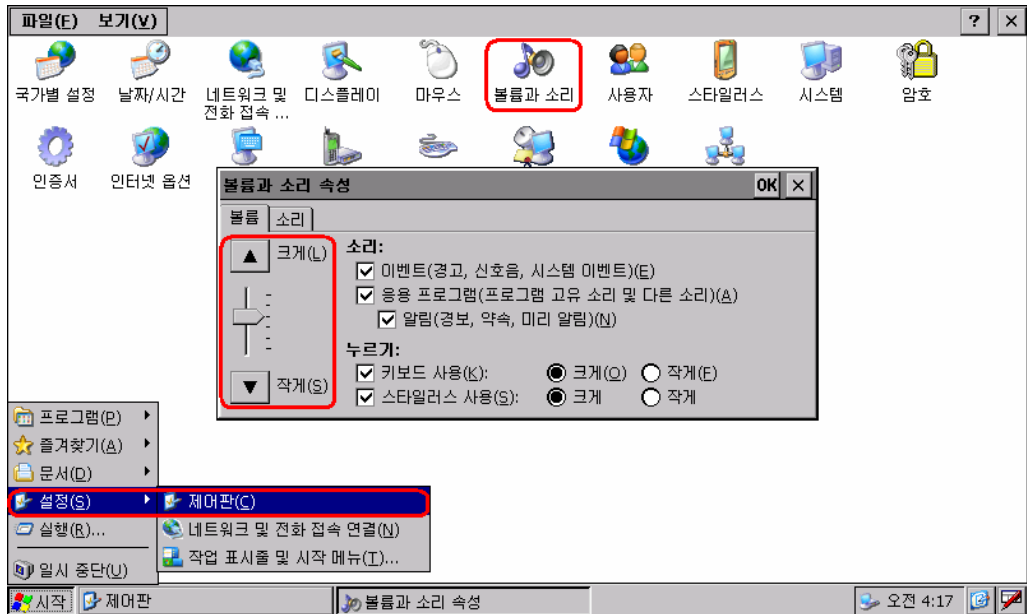 파일(F) 보기(V) ? ×
국가별 설정 날짜/시간 네트워크 및 디스플레이 마우스 볼륨과 소리 사용자 스타일러스 시스템 암호
전화 접속 ...
인증서 인터넷 옵션
볼륨과 소리 속성 OK ×
볼륨 소리
크게(L)
작게(S)
소리:
이벤트(경고, 신호음, 시스템 이벤트)(E)
응용 프로그램(프로그램 고유 소리 및 다른 소리)(A)
알림(경보, 약속, 미리 알림)(N)
누르기:
키보드 사용(K): 크게(O) 작게(F)
스타일러스 사용(S): 크게 작게
프로그램(P)
즐겨찾기(A)
문서(D)
설정(S) 제어판(C)
실행(R)... 네트워크 및 전화 접속 연결(N)
작업 표시줄 및 시작 메뉴(T)...
일시 중단(U)
시작 제어판 볼륨과 소리 속성 오전 4:17